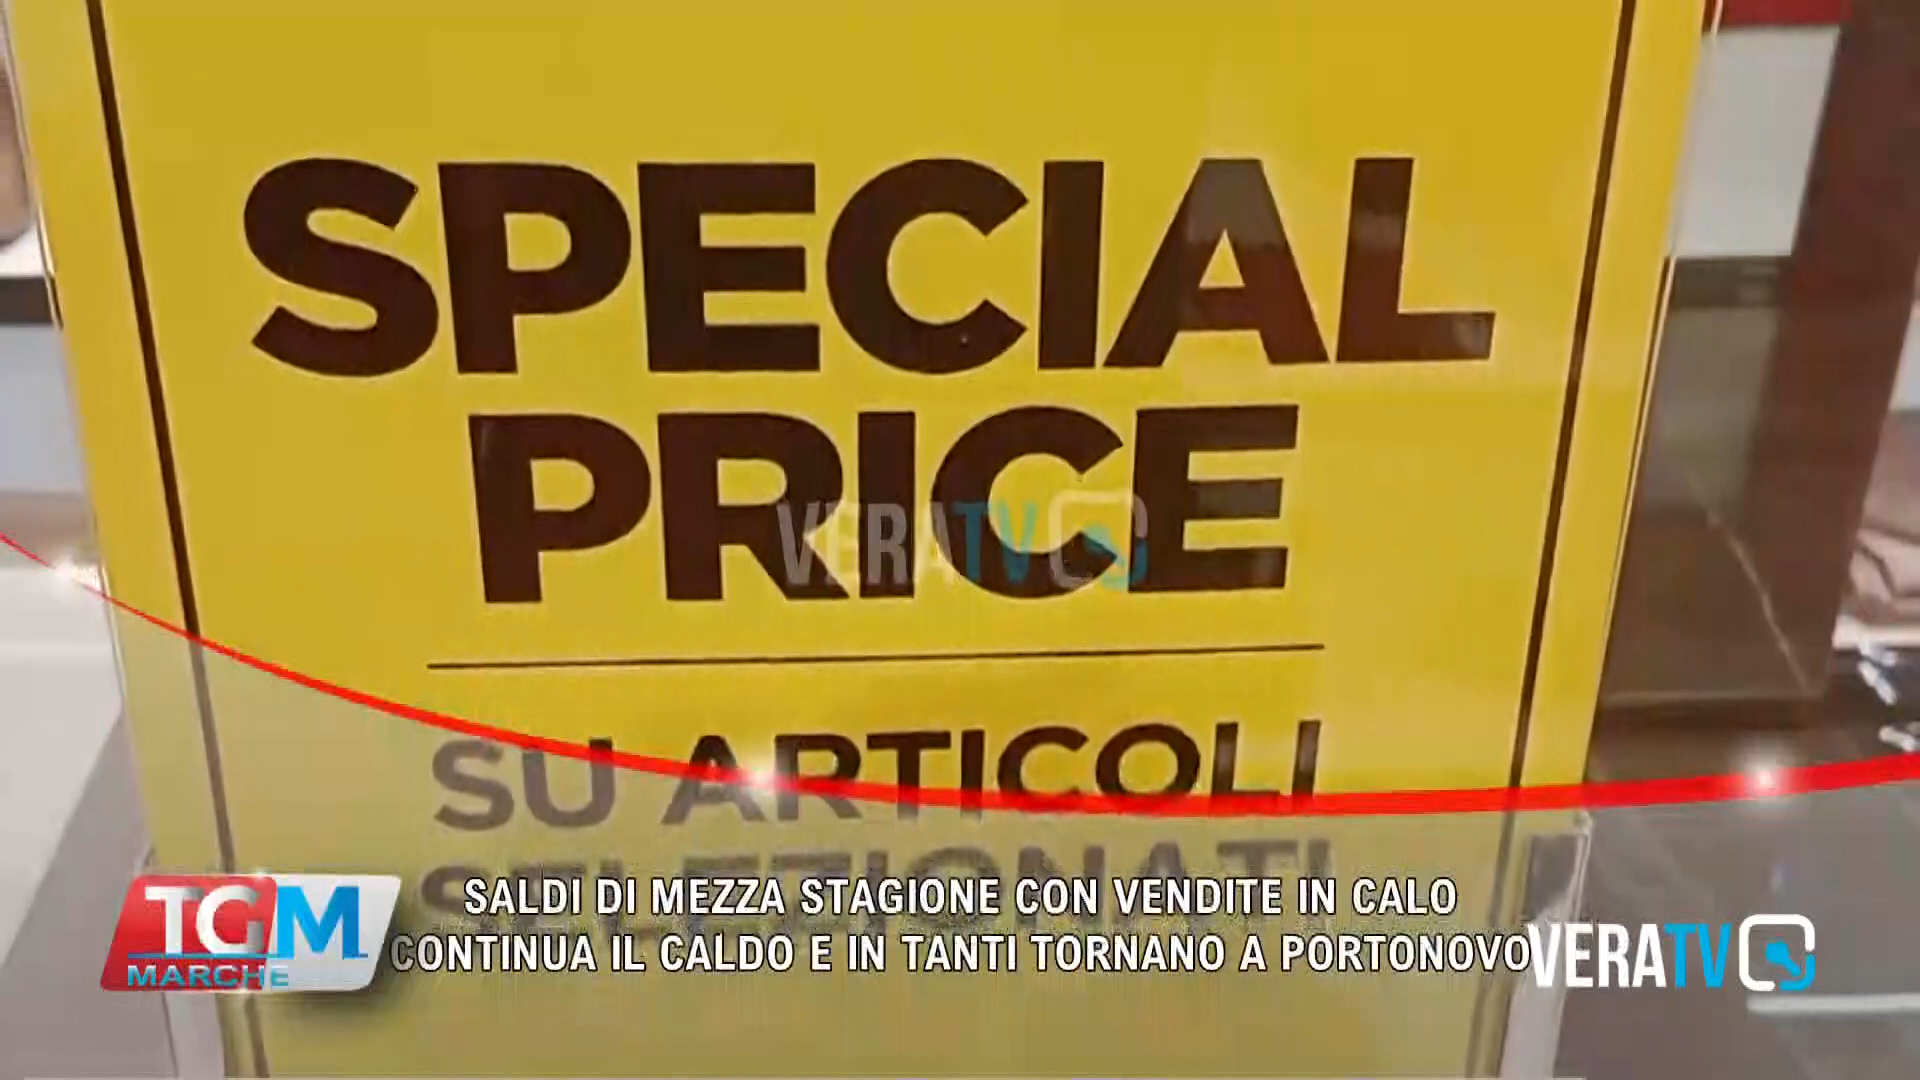 SPECIAL
PRICE
VERATV
SU ARTICOLI
SELEZIONATI
TGM
MARCHE
SALDI DI MEZZA STAGIONE CON VENDITE IN CALO
CONTINUA IL CALDO E IN TANTI TORNANO A PORTONOVO
VERATV